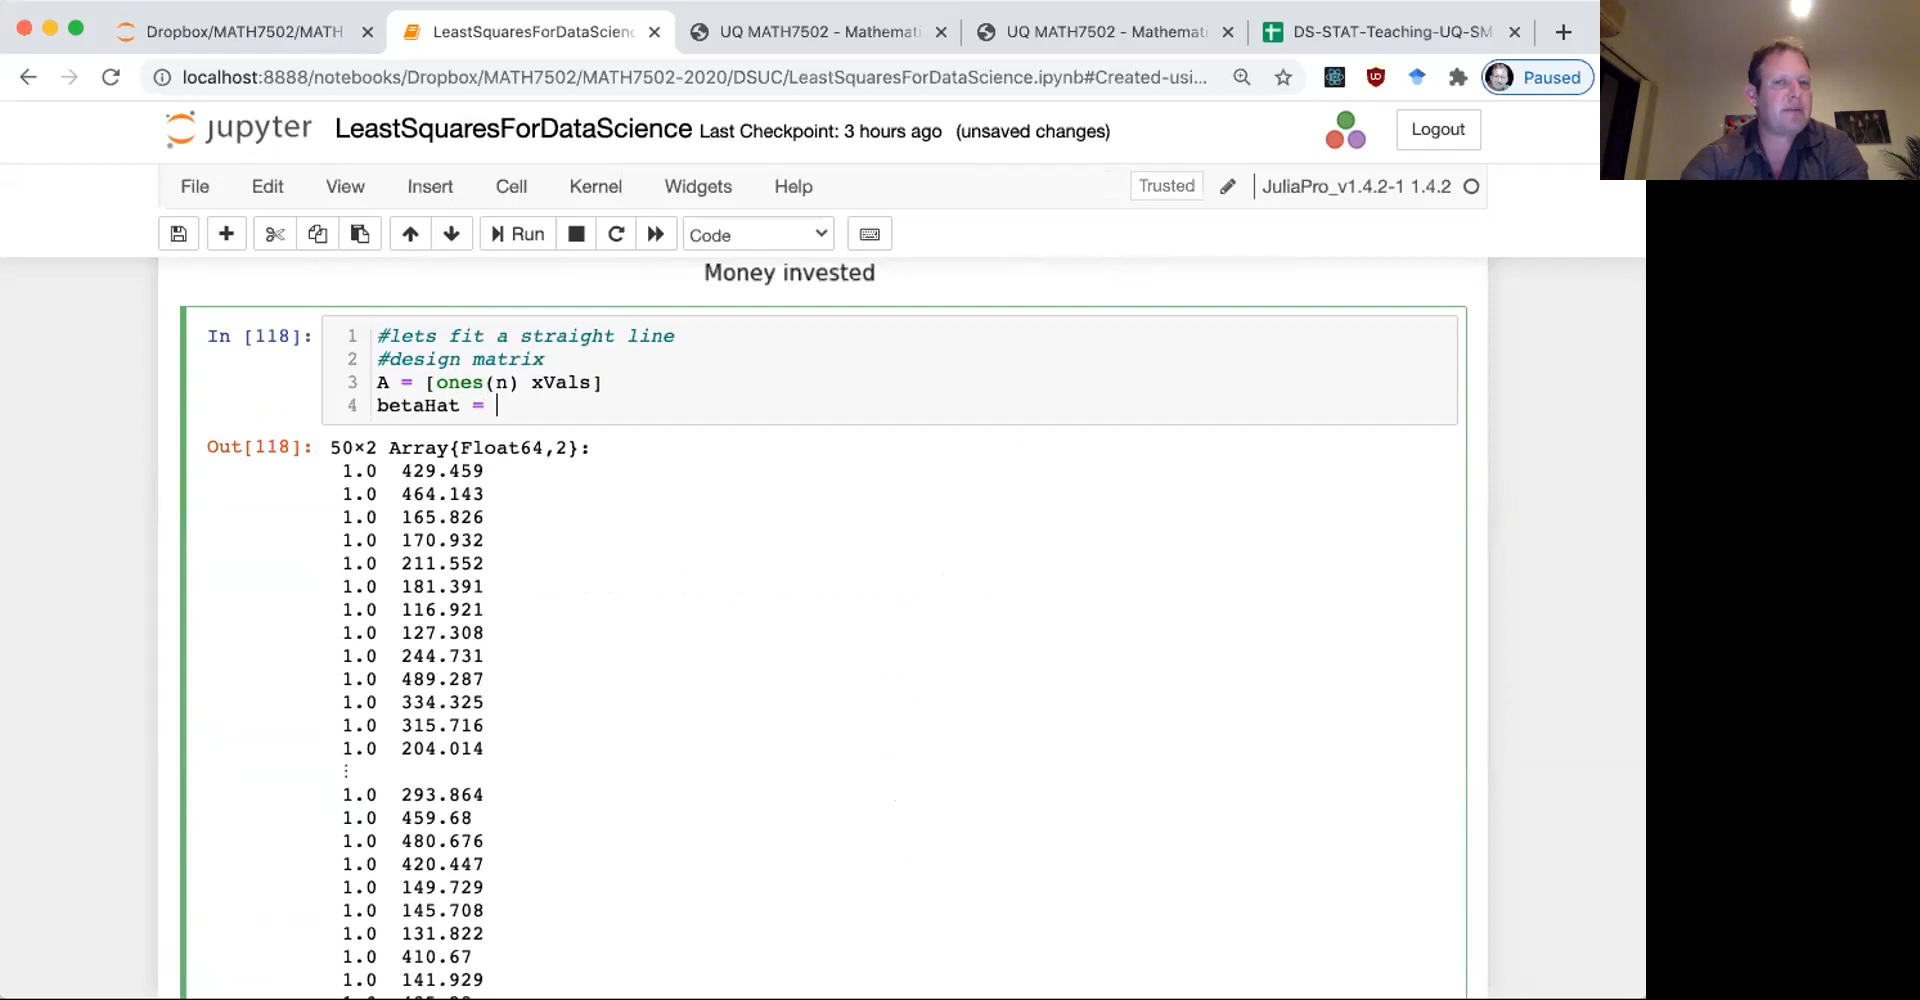 Dropbox/MATH7502/MATH
LeastSquaresForDataScienc
UQ MATH7502 - Mathemati
UQ MATH7502 - Mathemat
DS-STAT-Teaching-UQ-SM
localhost:8888/notebooks/Dropbox/MATH7502/MATH7502-2020/DSUC/LeastSquaresForDataScience.ipynb#Created-usi...
Paused
jupyter LeastSquaresForDataScience Last Checkpoint: 3 hours ago (unsaved changes)
Logout
File Edit View Insert Cell Kernel Widgets Help
Trusted JuliaPro_v1.4.2-1 1.4.2
Run Code
Money invested
In [118]:
1 #lets fit a straight line
2 #design matrix
3 A = [ones(n) xVals]
4 betaHat =
Out[118]: 50×2 Array{Float64,2}:
1.0 429.459
1.0 464.143
1.0 165.826
1.0 170.932
1.0 211.552
1.0 181.391
1.0 116.921
1.0 127.308
1.0 244.731
1.0 489.287
1.0 334.325
1.0 315.716
1.0 204.014
⋮
1.0 293.864
1.0 459.68
1.0 480.676
1.0 420.447
1.0 149.729
1.0 145.708
1.0 131.822
1.0 410.67
1.0 141.929